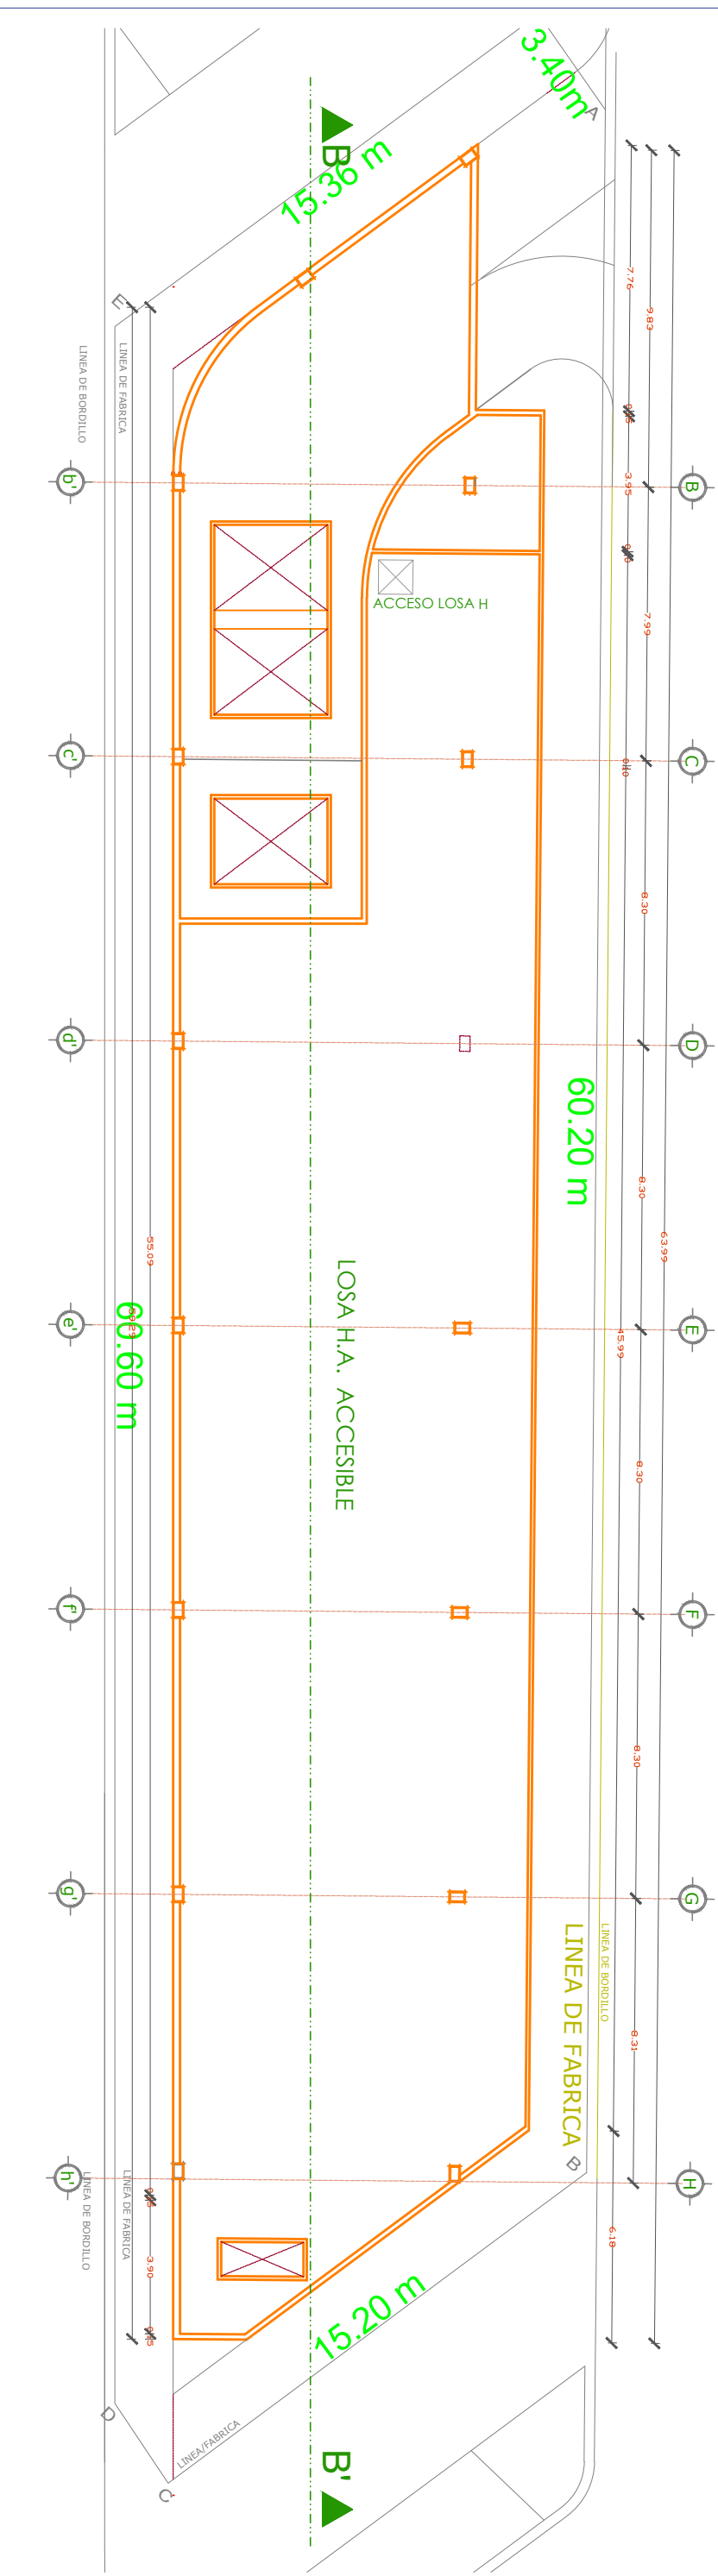 3.40m
A
B
15.36 m
7.76
9.83
E
LINEA DE FABRICA
LINEA DE BORDILLO
b'
B
3.95
ACCESO LOSA H
7.99
c'
C
0.10
8.30
d'
D
60.20 m
8.30
63.99
55.09
LOSA H.A. ACCESIBLE
60.60 m
e'
E
45.99
8.30
f'
F
8.30
g'
G
LINEA DE FABRICA
LINEA DE BORDILLO
8.31
B
h'
H
LINEA DE FABRICA
LINEA DE BORDILLO
6.18
3.90
15.20 m
D
LINEA/FABRICA
C
B'